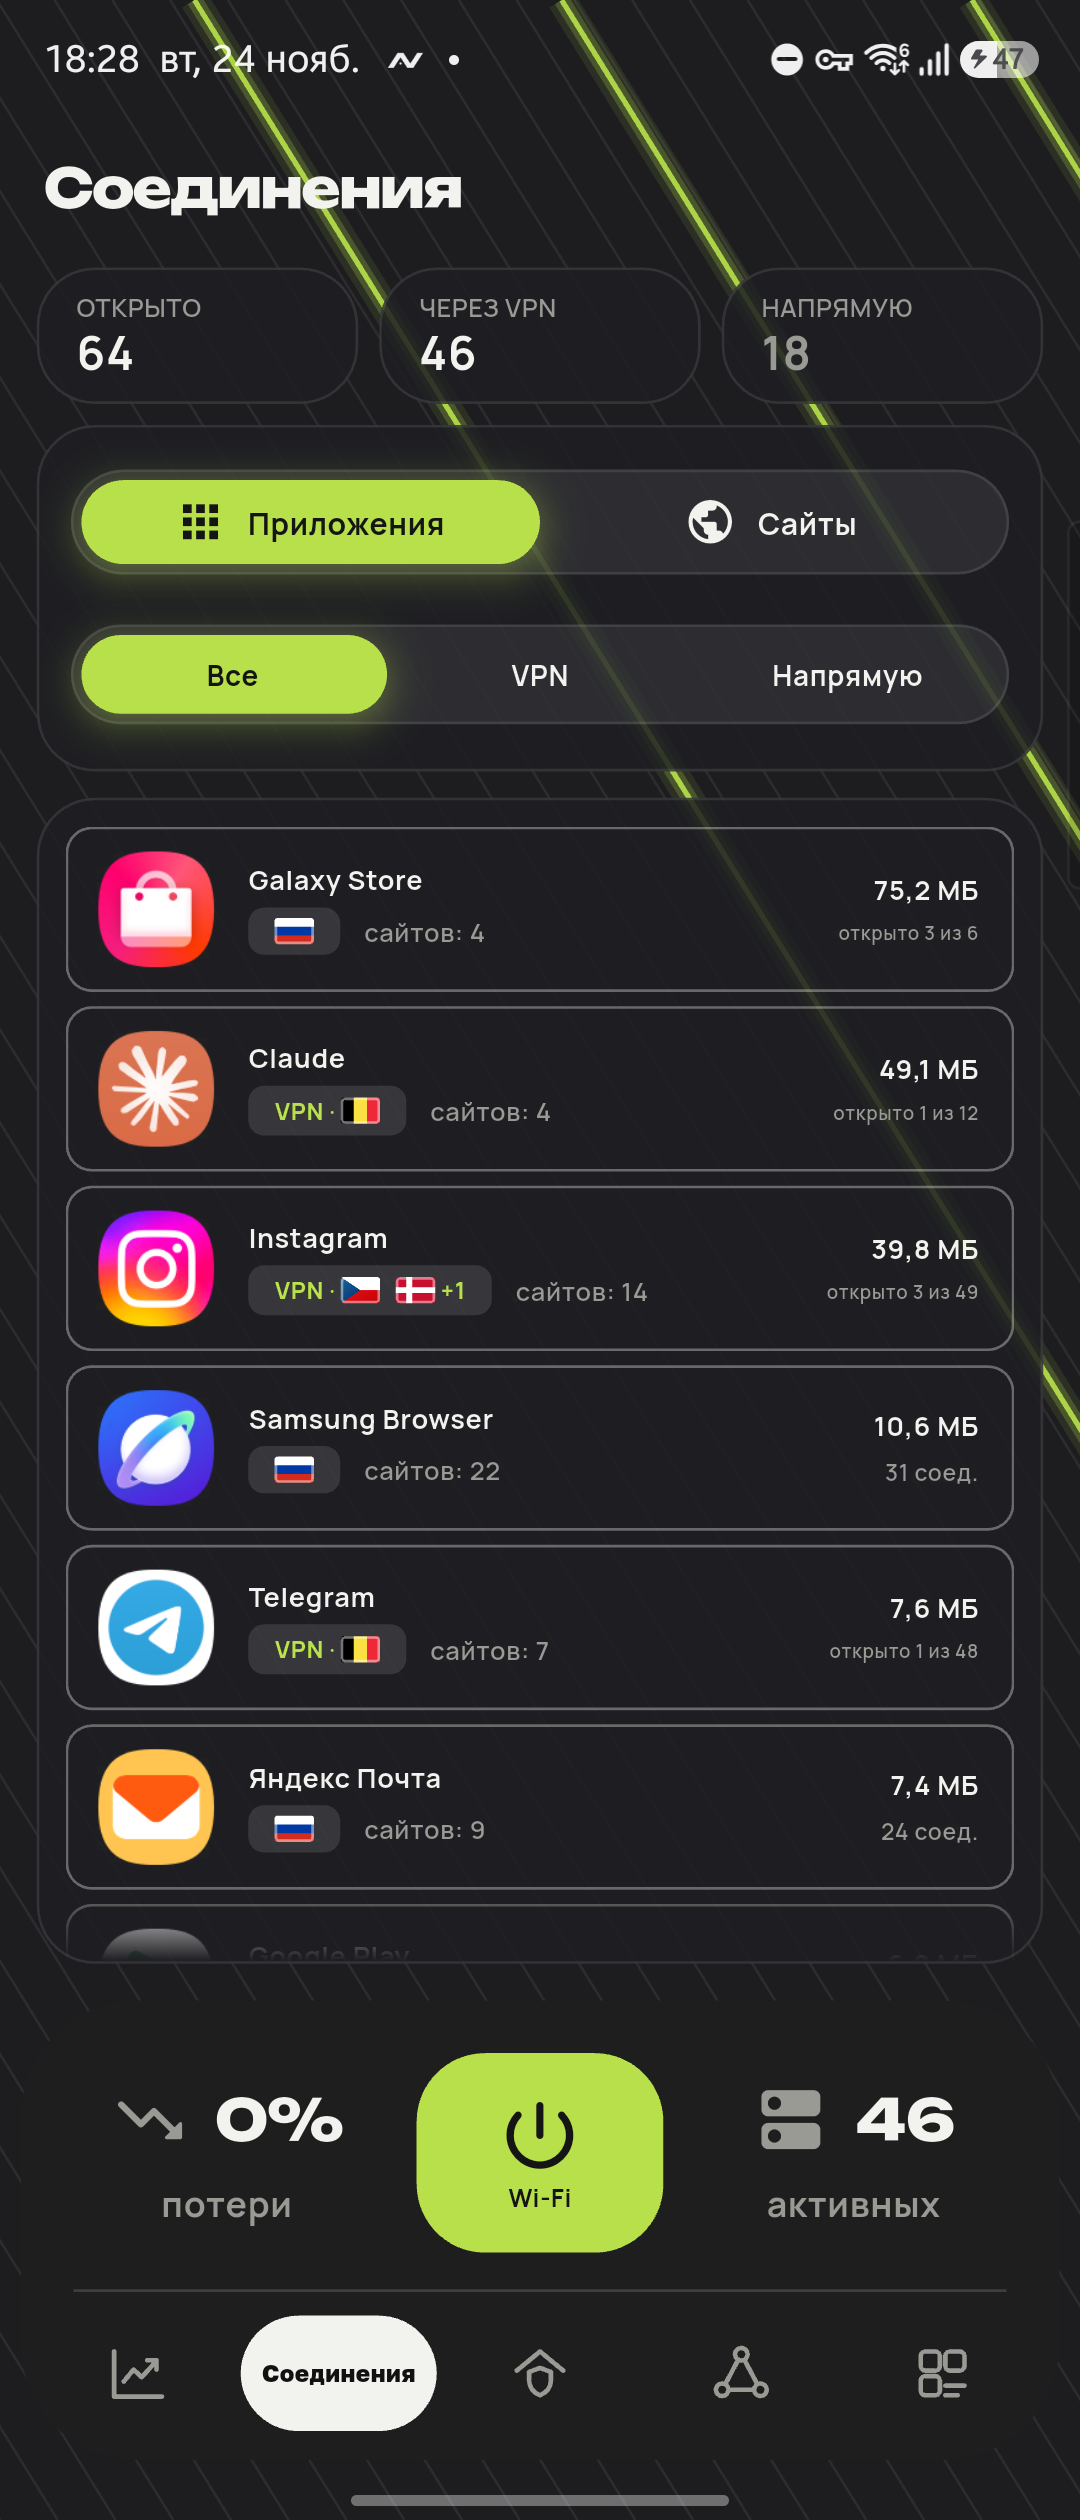 18:28 вт, 24 нояб.
6
47
Соединения
ОТКРЫТО
64
ЧЕРЕЗ VPN
46
НАПРЯМУЮ
18
Приложения
Сайты
Все
VPN
Напрямую
Galaxy Store
сайтов: 4
75,2 МБ
открыто 3 из 6
Claude
VPN ·
сайтов: 4
49,1 МБ
открыто 1 из 12
Instagram
VPN · +1
сайтов: 14
39,8 МБ
открыто 3 из 49
Samsung Browser
сайтов: 22
10,6 МБ
31 соед.
Telegram
VPN ·
сайтов: 7
7,6 МБ
открыто 1 из 48
Яндекс Почта
сайтов: 9
7,4 МБ
24 соед.
Google Play
0%
потери
Wi-Fi
46
активных
Соединения